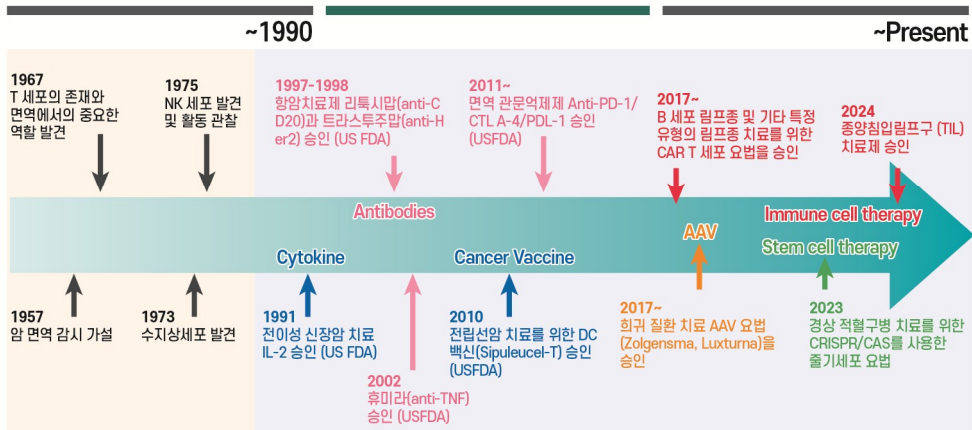 ~1990
~Present
1967
T 세포의 존재와
면역에서의 중요한
역할 발견
1975
NK 세포 발견
및 활동 관찰
1997-1998
항암치료제 리툭시맙(anti-C
D20)과 트라스투주맙(anti-H
er2) 승인 (US FDA)
2011~
면역 관문억제제 Anti-PD-1/
CTL A-4/PDL-1 승인
(USFDA)
2017~
B 세포 림프종 및 기타 특정
유형의 림프종 치료를 위한
CAR T 세포 요법을 승인
2024
종양침입림프구 (TIL)
치료제 승인
Antibodies
Immune cell therapy
AAV
Stem cell therapy
Cytokine
Cancer Vaccine
1957
암 면역 감시 가설
1973
수지상세포 발견
1991
전이성 신장암 치료
IL-2 승인 (US FDA)
2002
휴미라(anti-TNF)
승인 (USFDA)
2010
전립선암 치료를 위한 DC
백신(Sipuleucel-T) 승인
(USFDA)
2017~
희귀 질환 치료 AAV 요법
(Zolgensma, Luxturna)을
승인
2023
겸상 적혈구병 치료를 위한
CRISPR/CAS를 사용한
줄기세포 요법